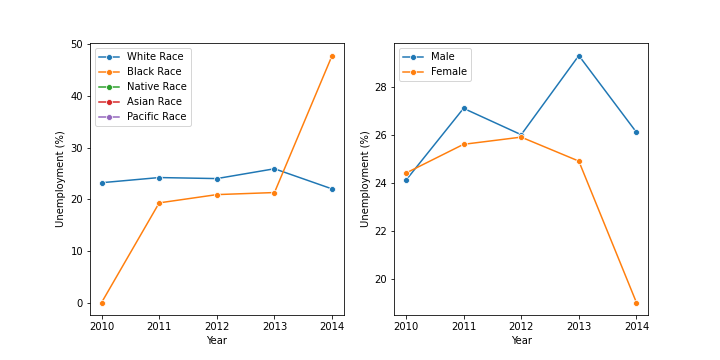 White Race
Black Race
Native Race
Asian Race
Pacific Race
Unemployment (%)
50
40
30
20
10
0
2010 2011 2012 2013 2014
Year
Male
Female
Unemployment (%)
28
26
24
22
20
2010 2011 2012 2013 2014
Year